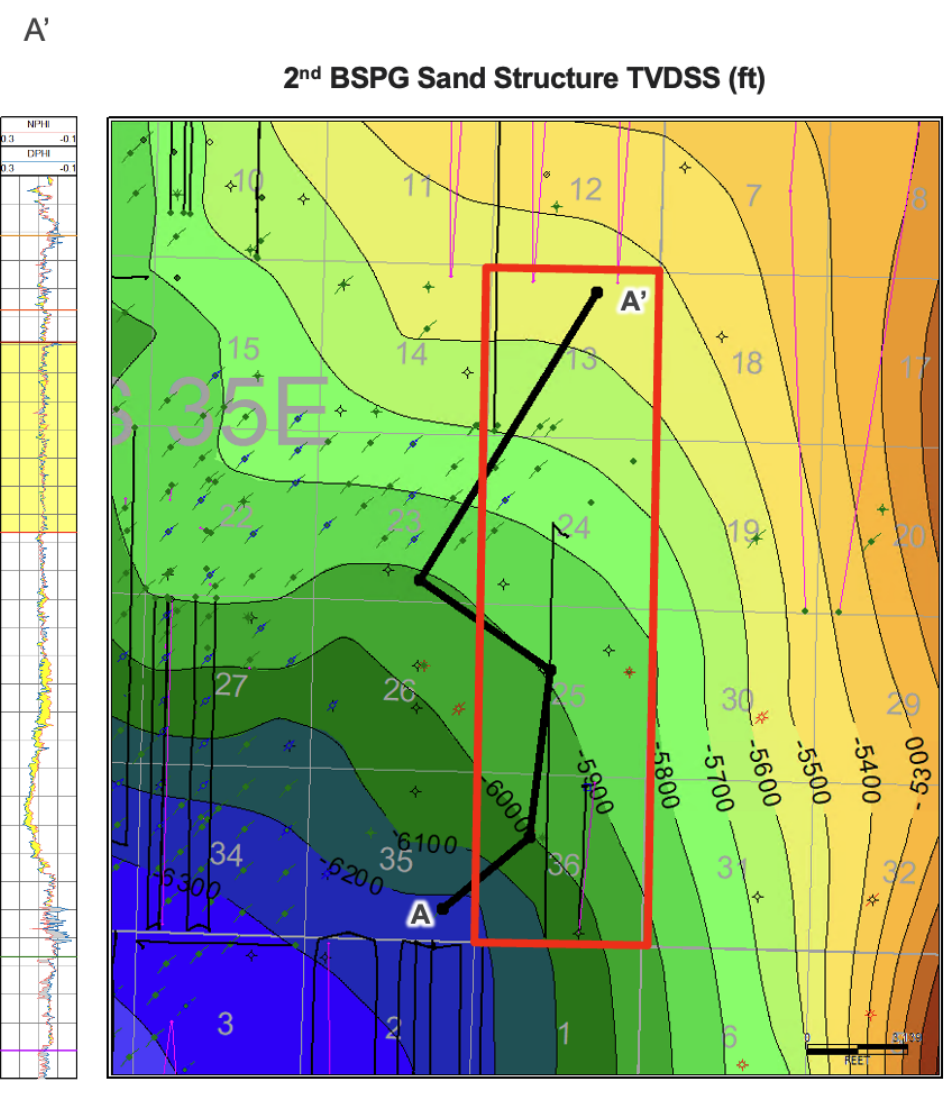 A’
2nd BSPG Sand Structure TVDSS (ft)
NPHI
0.3 -0.1
DPHI
0.3 -0.1
10 11 12 7 8
A’
15 14 13 18 17
35E
22 23 24 19 20
27 26 25 30 29
-6000 -5900 -5800 -5700 -5600 -5500 -5400
34 35 36 31 32
-6300 -6200 -6100
A
3 2 1 6
0
FEET